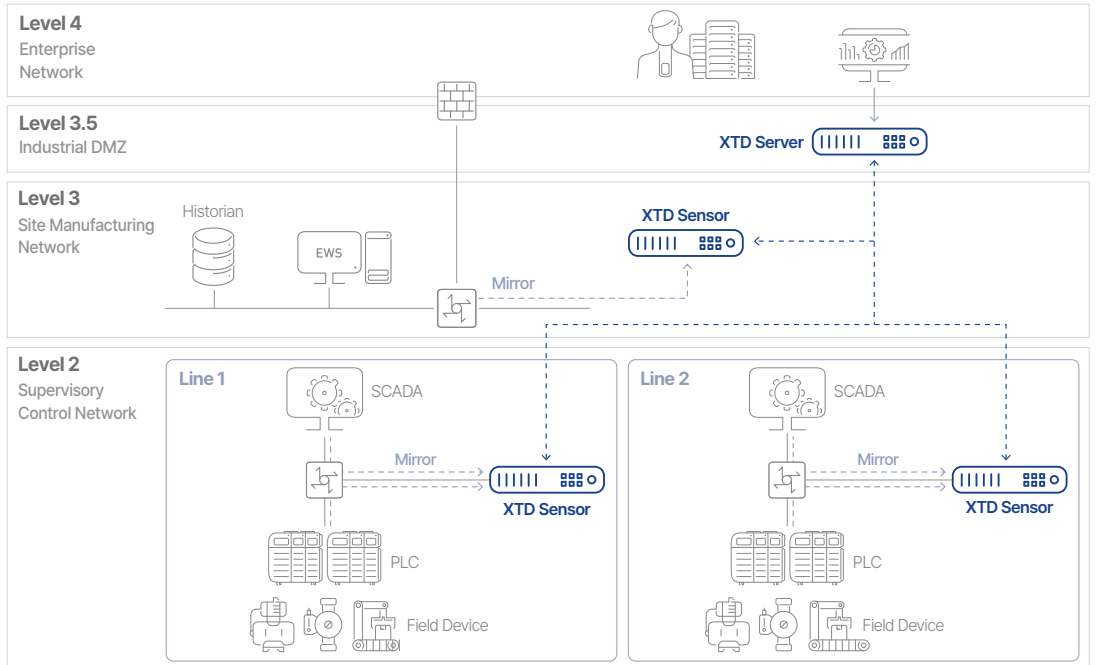 Level 4
Enterprise
Network
Level 3.5
Industrial DMZ
XTD Server
Level 3
Site Manufacturing
Network
Historian
EWS
XTD Sensor
Mirror
Level 2
Supervisory
Control Network
Line 1
SCADA
Mirror
XTD Sensor
PLC
Field Device
Line 2
SCADA
Mirror
XTD Sensor
PLC
Field Device